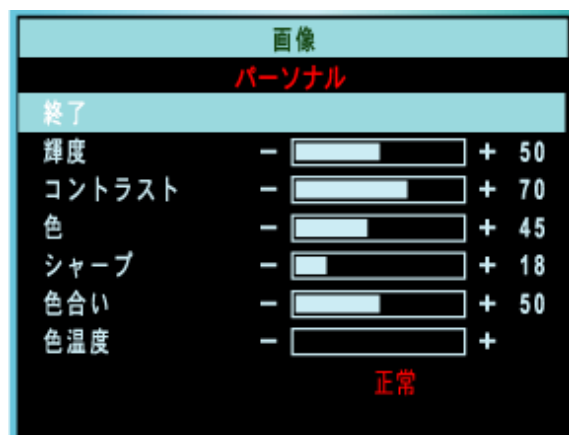 画像
パーソナル
終了
輝度 - + 50
コントラスト - + 70
色 - + 45
シャープ - + 18
色合い - + 50
色温度 - +
正常